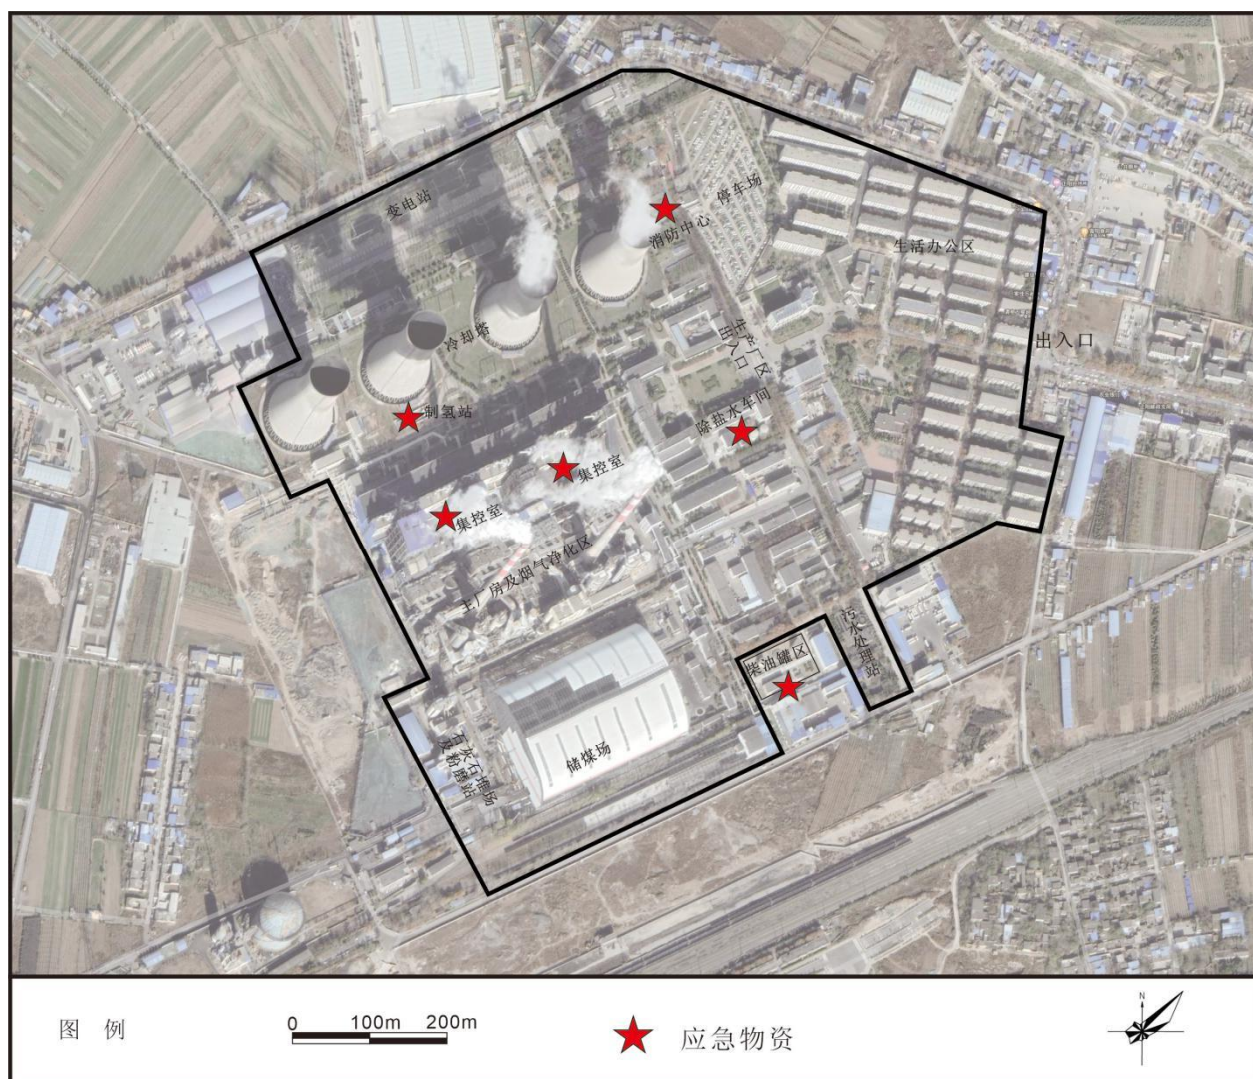 变电站
消防中心
停车场
生活办公区
冷却塔
生产厂区
出入口
出入口
制氢站
除盐水车间
集控室
集控室
主厂房及烟气净化区
柴油罐区
污水处理站
石灰石堆场
及粉磨站
储煤场
图 例
0 100m 200m
应急物资
N